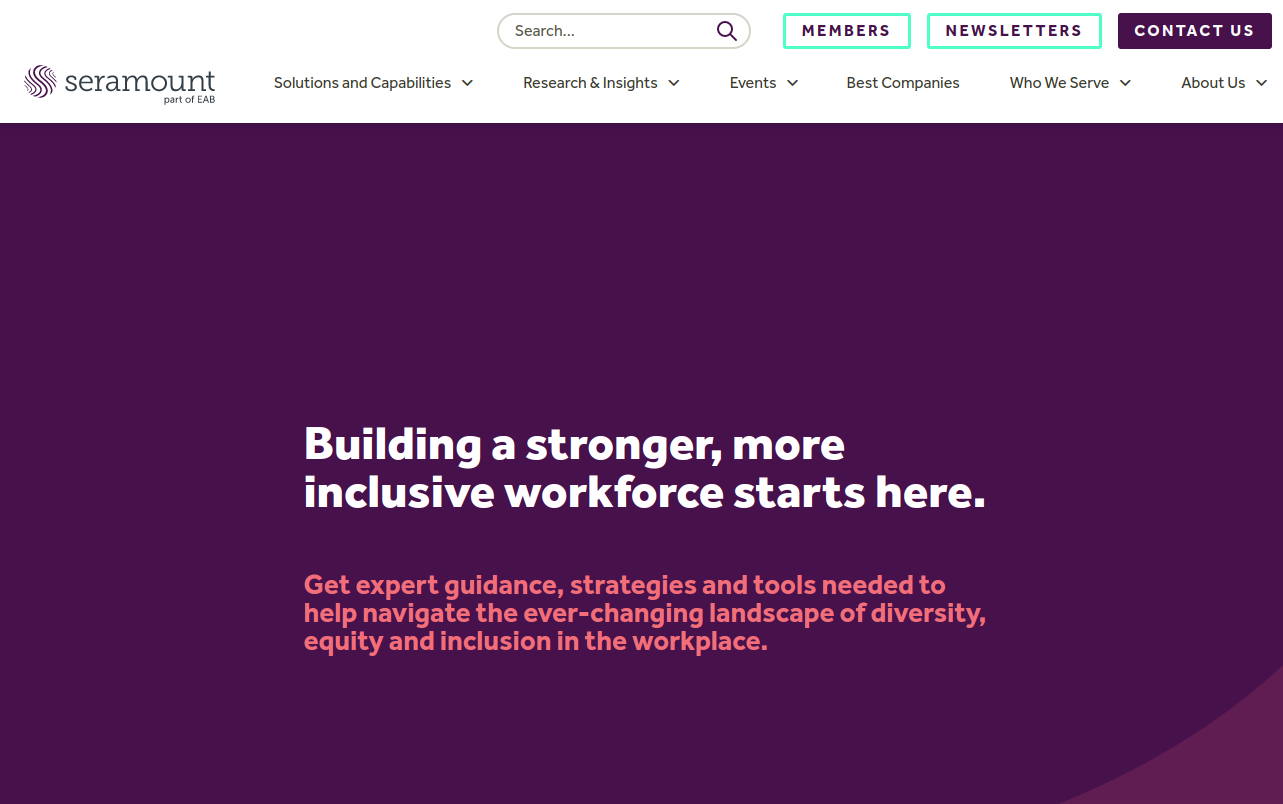 Search...
MEMBERS
NEWSLETTERS
CONTACT US
seramount
part of EAB
Solutions and Capabilities
Research & Insights
Events
Best Companies
Who We Serve
About Us
Building a stronger, more
inclusive workforce starts here.
Get expert guidance, strategies and tools needed to
help navigate the ever-changing landscape of diversity,
equity and inclusion in the workplace.